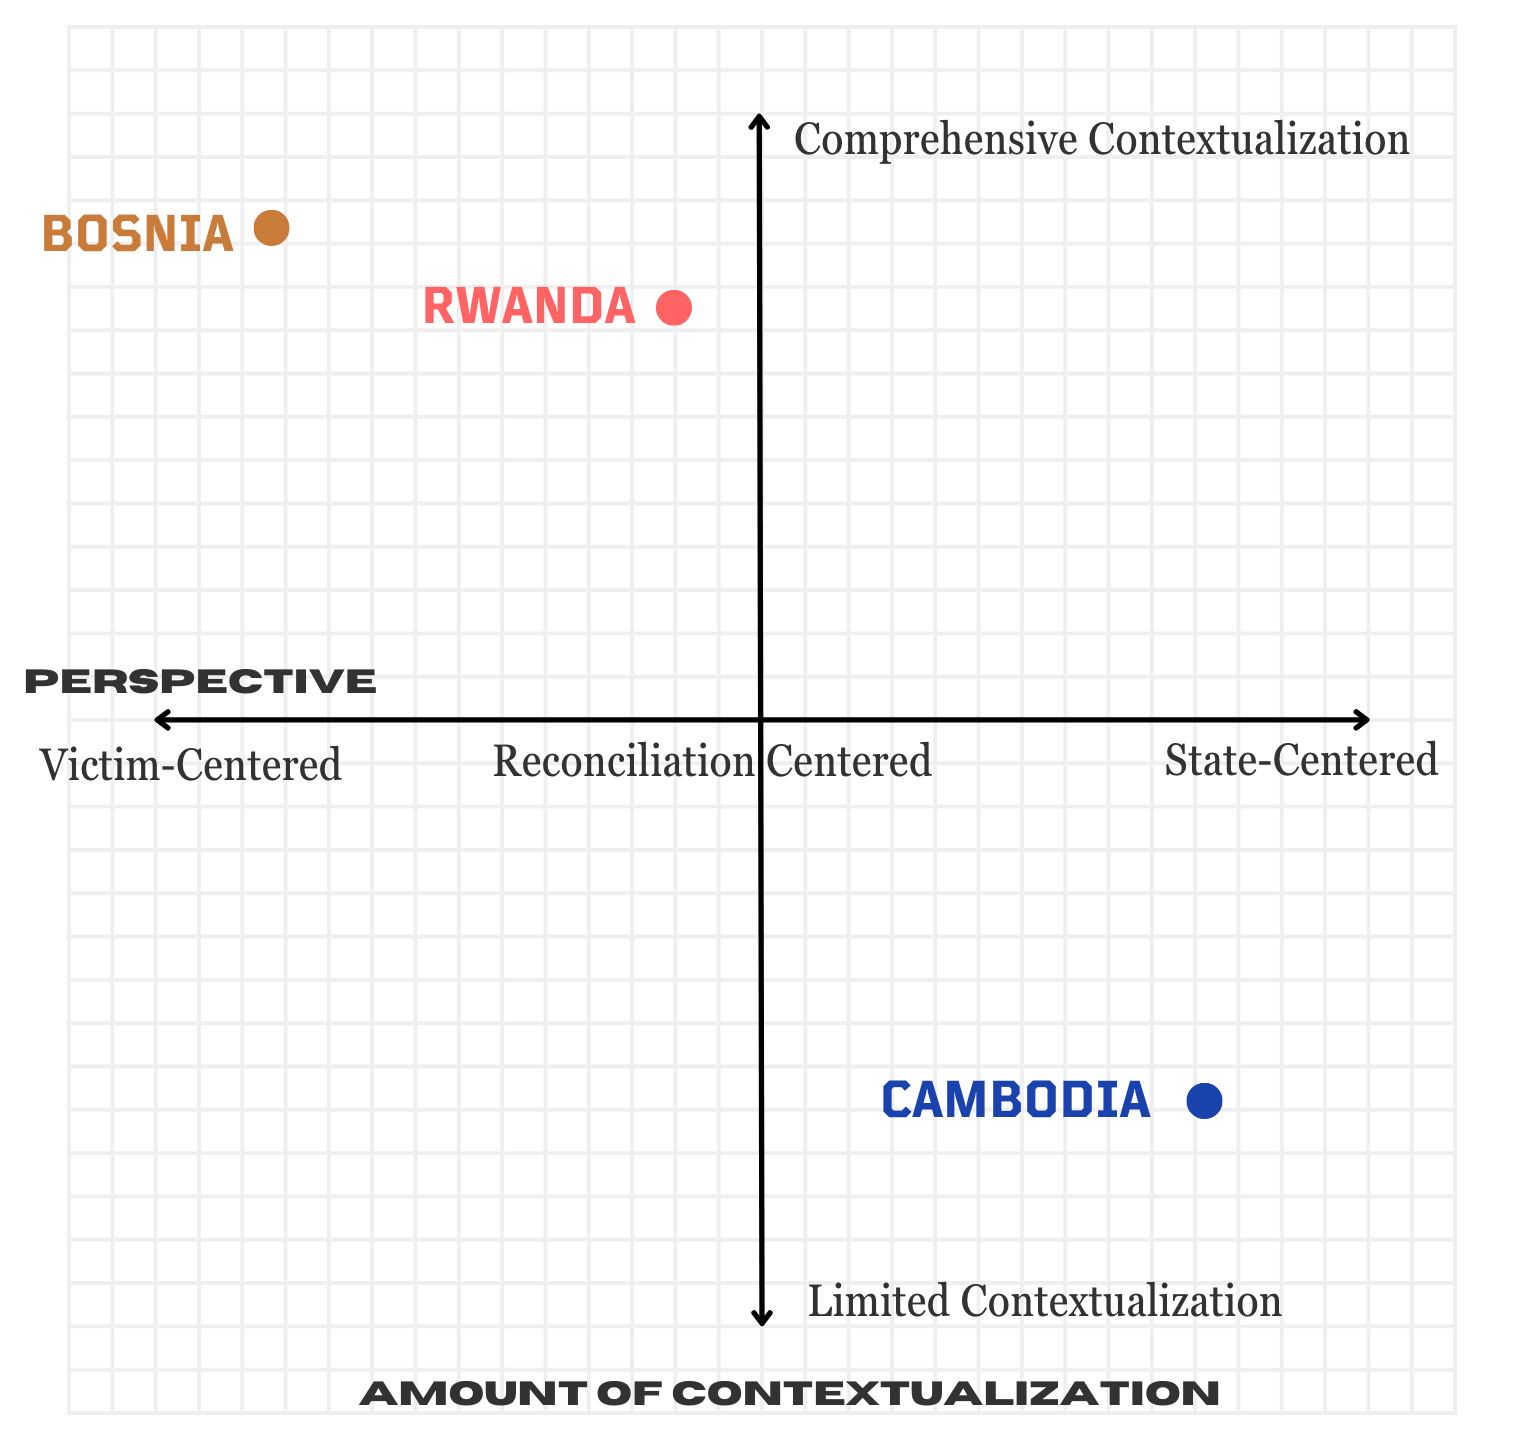 Comprehensive Contextualization
BOSNIA
RWANDA
PERSPECTIVE
Victim-Centered
Reconciliation Centered
State-Centered
CAMBODIA
Limited Contextualization
AMOUNT OF CONTEXTUALIZATION